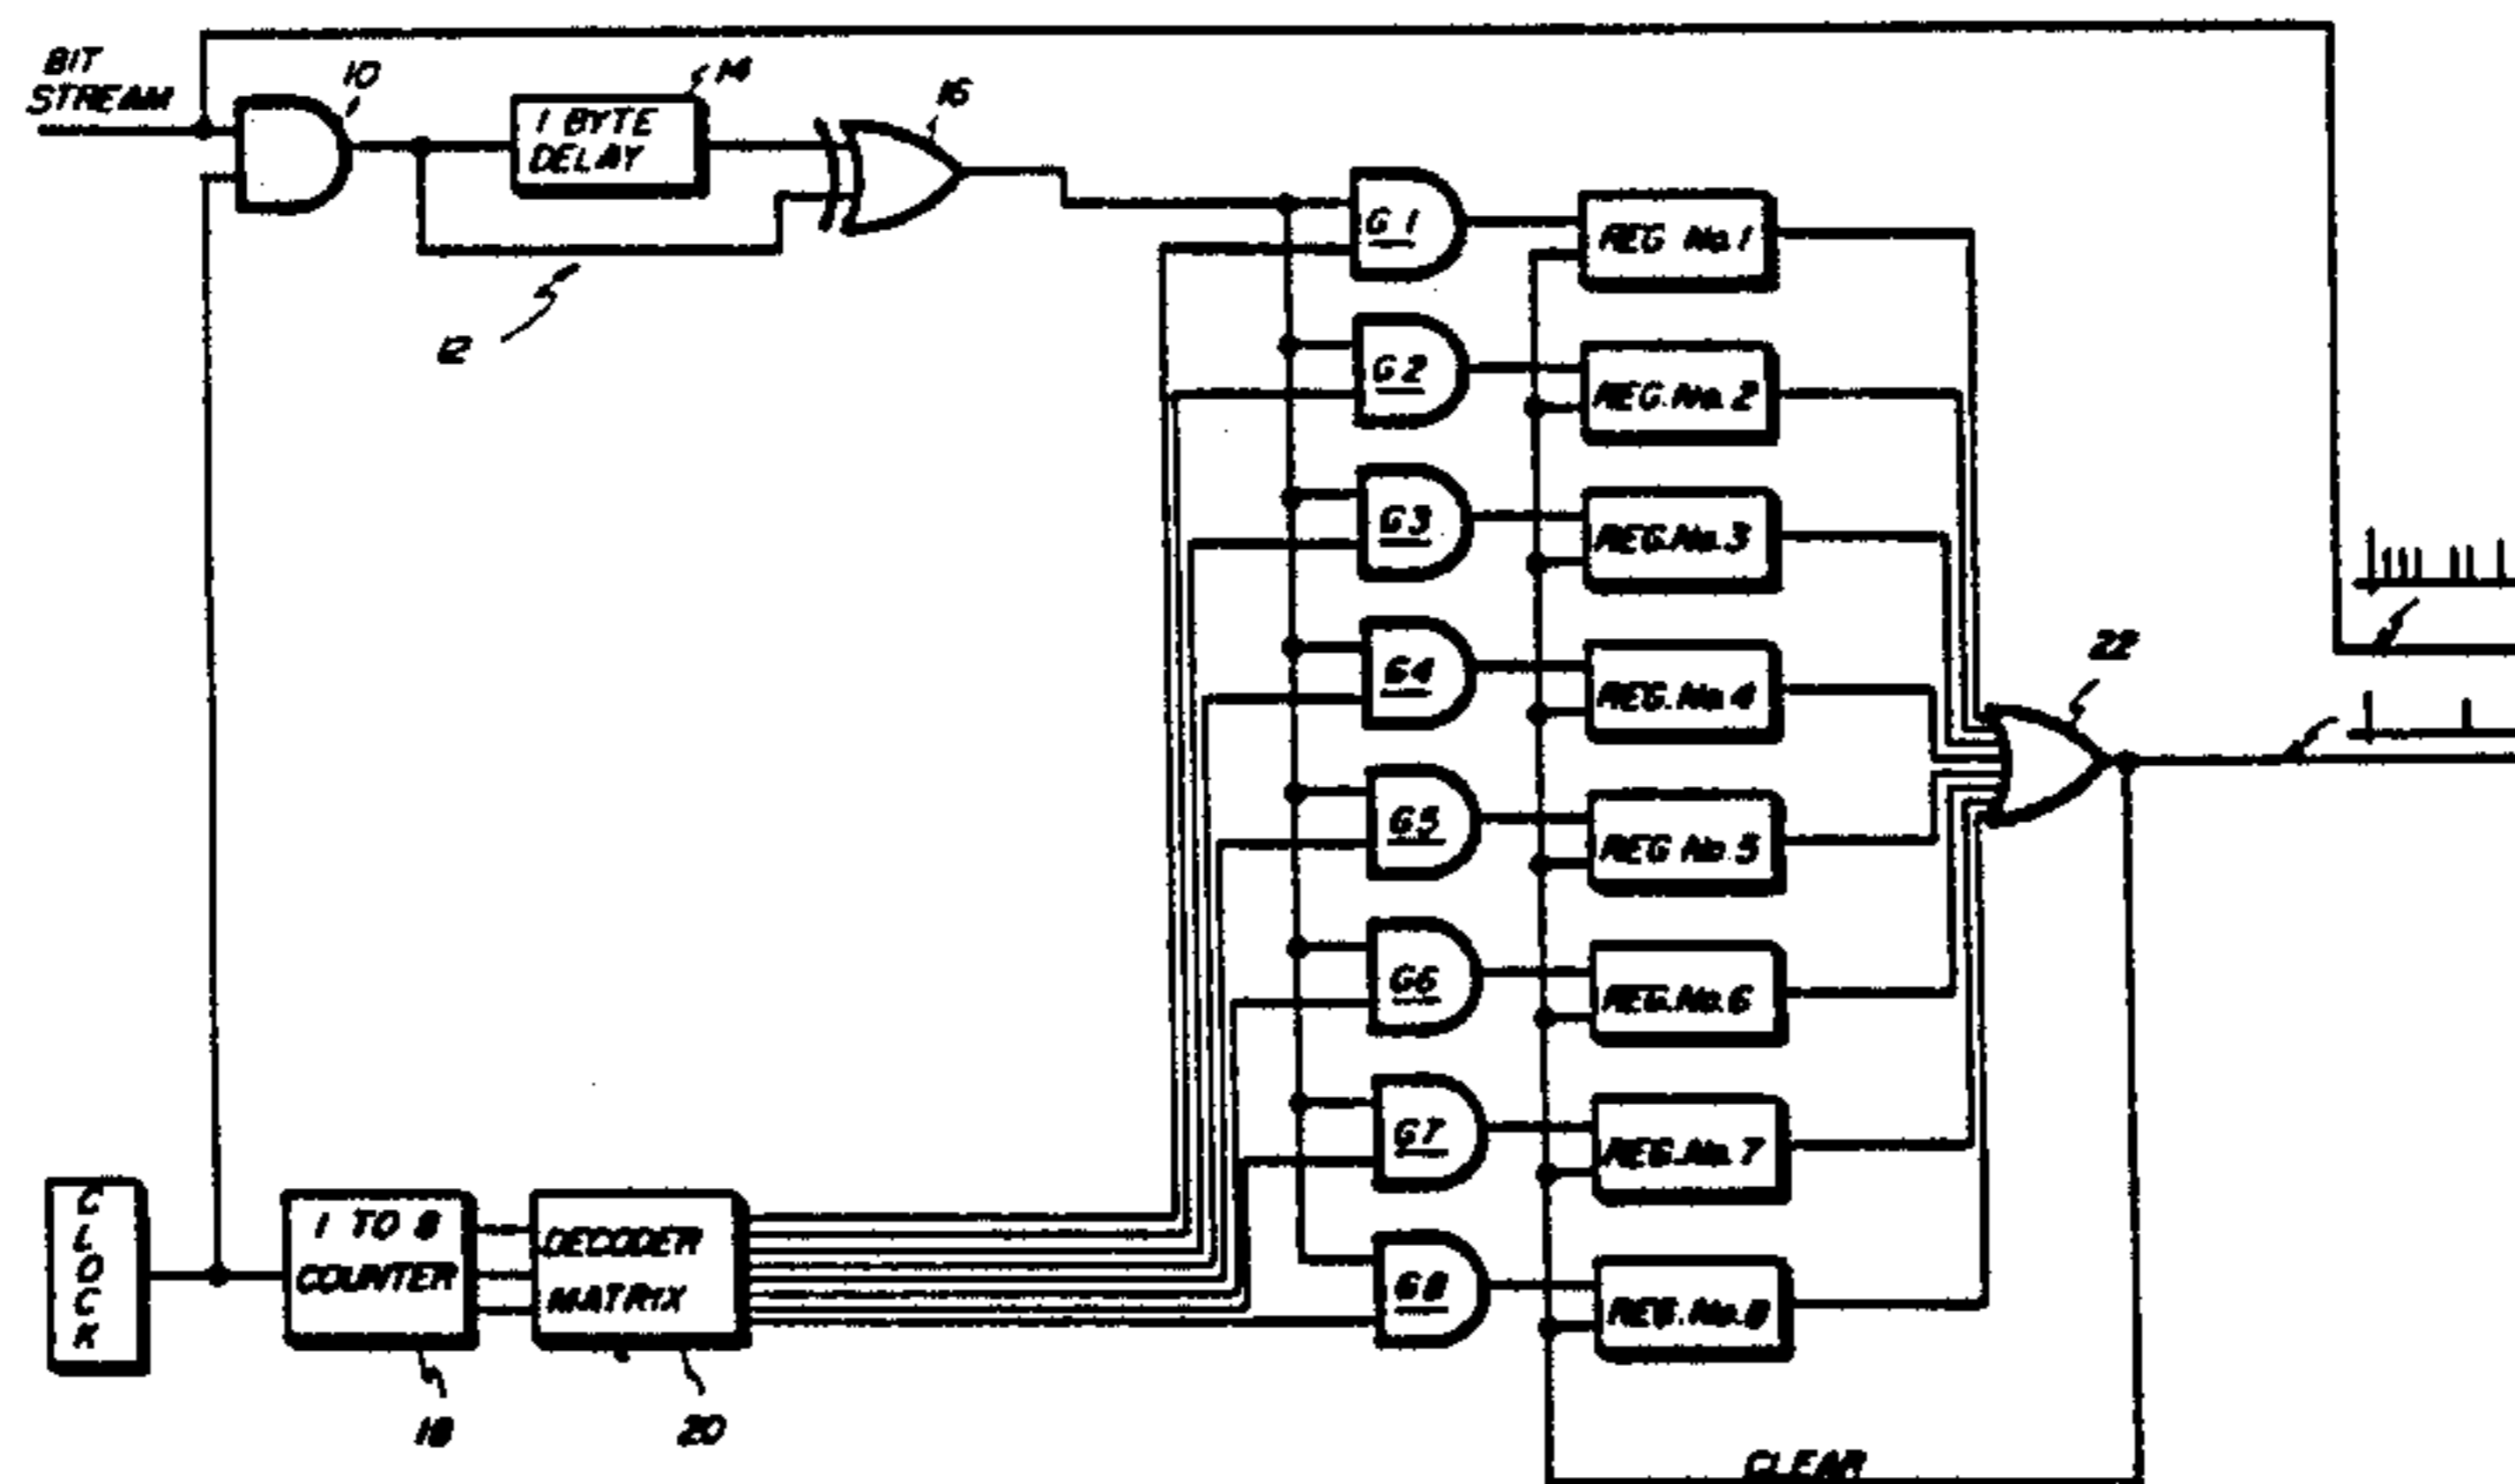 BIT
STREAM
10
14
1 BYTE
DELAY
16
12
G1
REG No.1
G2
REG.No.2
G3
REG.No.3
G4
REG.No.4
22
G5
REG No.5
G6
REG.No.6
G7
REG.No.7
G8
REG.No.8
CLOCK
1 TO 8
COUNTER
DECODER
MATRIX
18
20
CLEAR